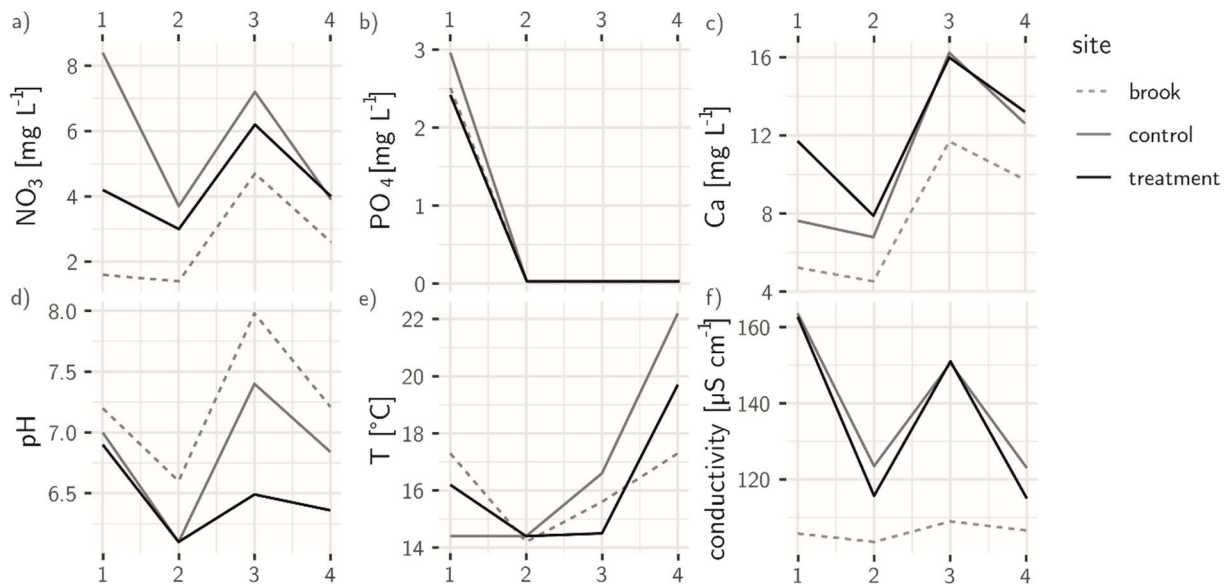 a) 1 2 3 4 b) 1 2 3 4 c) 1 2 3 4
8
6
4
2
NO3 [mg L-1]
3
2
1
0
PO4 [mg L-1]
16
12
8
4
Ca [mg L-1]
site
brook
control
treatment
d)
8.0
7.5
7.0
6.5
pH
1 2 3 4
e)
22
20
18
16
14
T [°C]
1 2 3 4
f)
160
140
120
conductivity [µS cm-1]
1 2 3 4